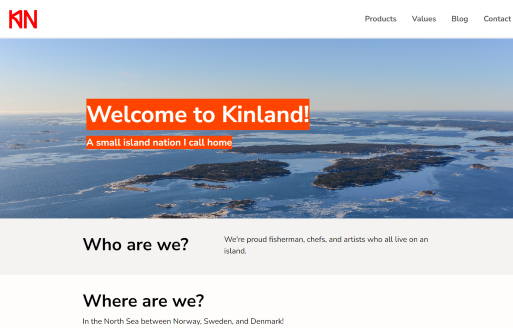 KIN
Products Values Blog Contact
Welcome to Kinland!
A small island nation I call home
Who are we?
We're proud fisherman, chefs, and artists who all live on an
island.
Where are we?
In the North Sea between Norway, Sweden, and Denmark!